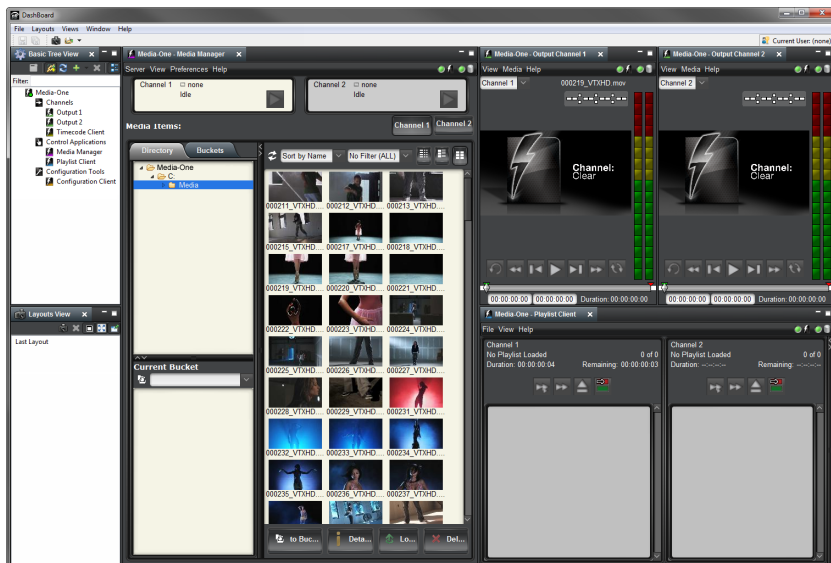 DashBoard
File Layouts Views Window Help
Current User: (none)
Basic Tree View
Filter:
Media-One
Channels
Output 1
Output 2
Timecode Client
Control Applications
Media Manager
Playlist Client
Configuration Tools
Configuration Client
Layouts View
Last Layout
Media-One - Media Manager
Server View Preferences Help
Channel 1 none
Idle
Channel 2 none
Idle
Media Items:
Channel 1
Channel 2
Directory
Buckets
Media-One
C:
Media
Current Bucket
Sort by Name
No Filter (ALL)
000211_VTXHD... 000212_VTXHD... 000213_VTXHD...
000215_VTXHD... 000217_VTXHD... 000218_VTXHD...
000219_VTXHD... 000220_VTXHD... 000221_VTXHD...
000222_VTXHD... 000223_VTXHD... 000224_VTXHD...
000225_VTXHD... 000226_VTXHD... 000227_VTXHD...
000228_VTXHD... 000229_VTXHD... 000231_VTXHD...
000232_VTXHD... 000233_VTXHD... 000234_VTXHD...
000235_VTXHD... 000236_VTXHD... 000237_VTXHD...
to Buc...
Deta...
Lo...
Del...
Media-One - Output Channel 1
View Media Help
Channel 1
000219_VTXHD.mov
--:--:--:--
Channel:
Clear
00:00:00:00 00:00:00:00 Duration: 00:00:00:00
Media-One - Output Channel 2
View Media Help
Channel 2
--:--:--:--
Channel:
Clear
00:00:00:00 00:00:00:00 Duration: 00:00:00:00
Media-One - Playlist Client
File View Help
Channel 1
No Playlist Loaded 0 of 0
Duration: 00:00:00:04 Remaining: 00:00:00:03
Channel 2
No Playlist Loaded 0 of 0
Duration: --:--:--:-- Remaining: --:--:--:--